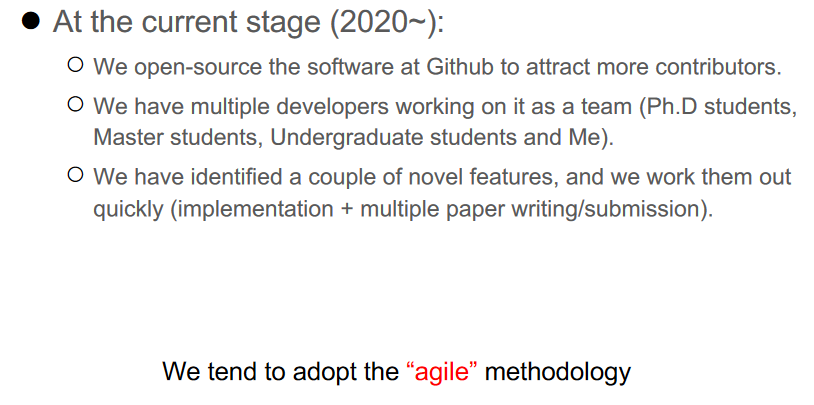 ● At the current stage (2020~):
○ We open-source the software at Github to attract more contributors.
○ We have multiple developers working on it as a team (Ph.D students,
Master students, Undergraduate students and Me).
○ We have identified a couple of novel features, and we work them out
quickly (implementation + multiple paper writing/submission).
We tend to adopt the “agile” methodology